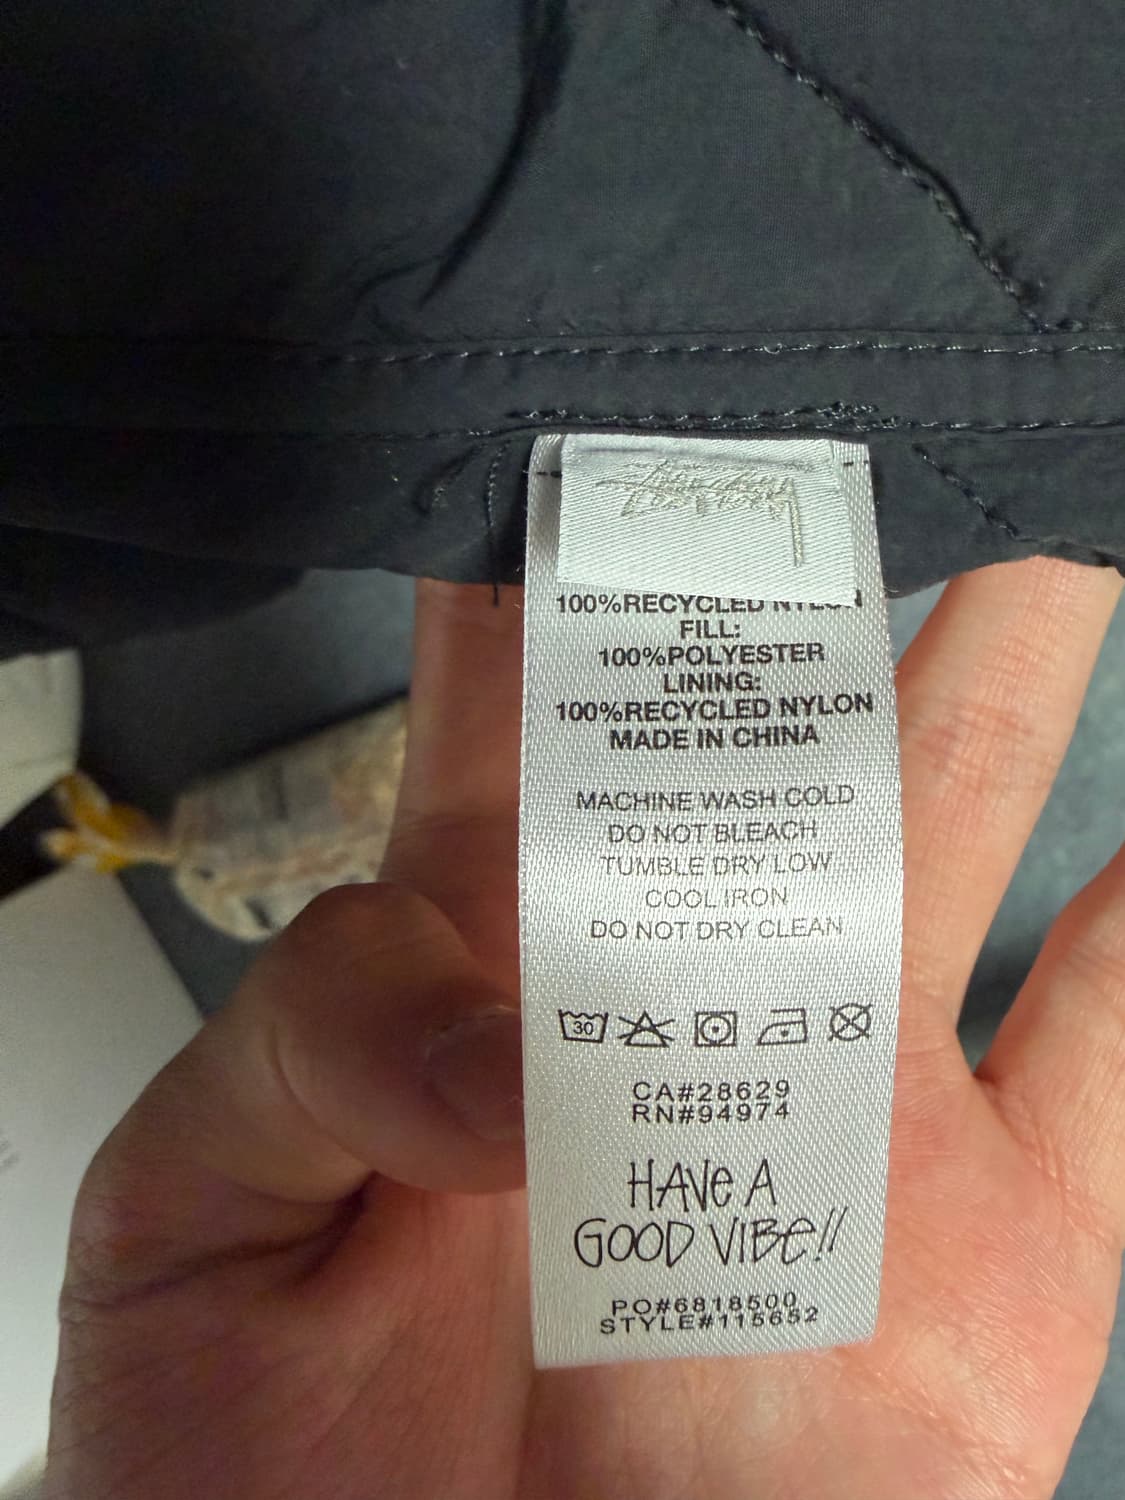 Stüssy
100%RECYCLED NYLON
FILL:
100%POLYESTER
LINING:
100%RECYCLED NYLON
MADE IN CHINA
MACHINE WASH COLD
DO NOT BLEACH
TUMBLE DRY LOW
COOL IRON
DO NOT DRY CLEAN
30
CA#28629
RN#94974
HAVE A
GOOD VIBE!!
PO#6818500
STYLE#115652